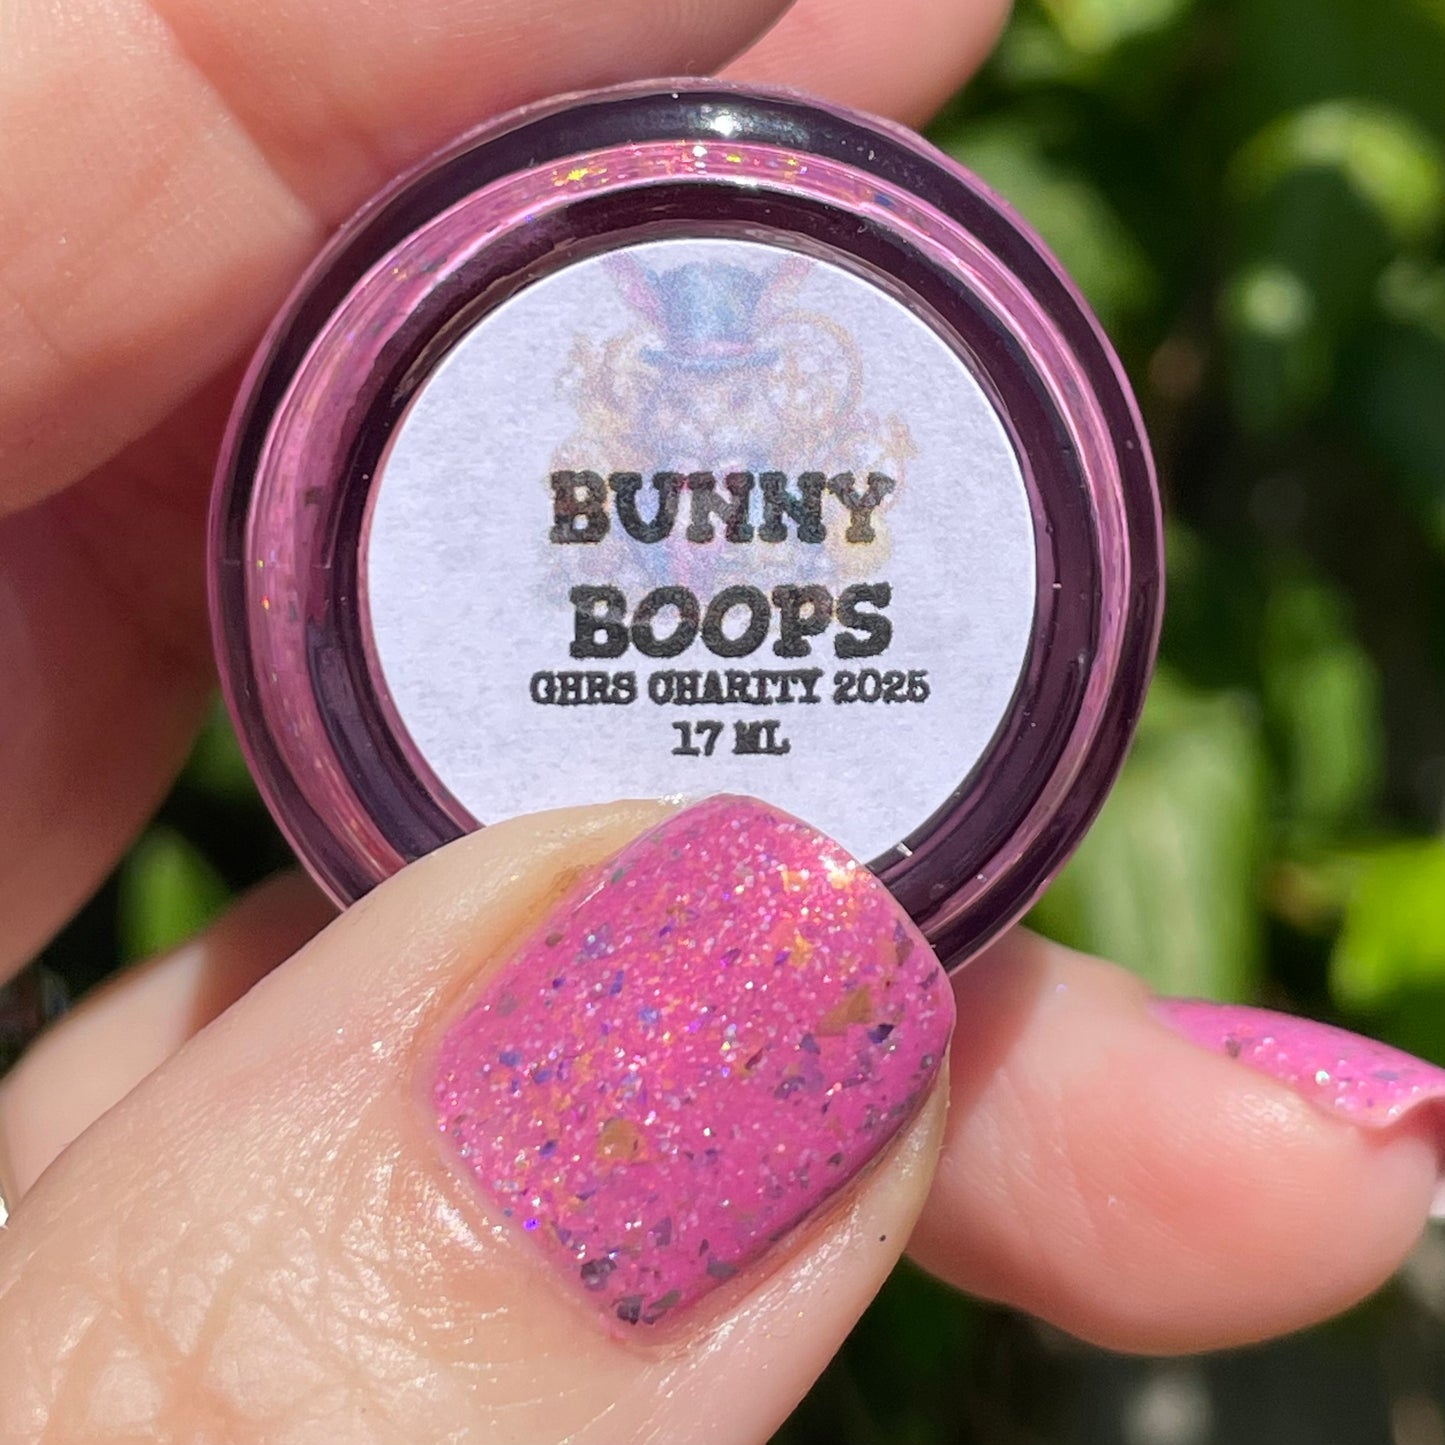 BUNNY
BOOPS
GHRS CHARITY 2025
17 ML